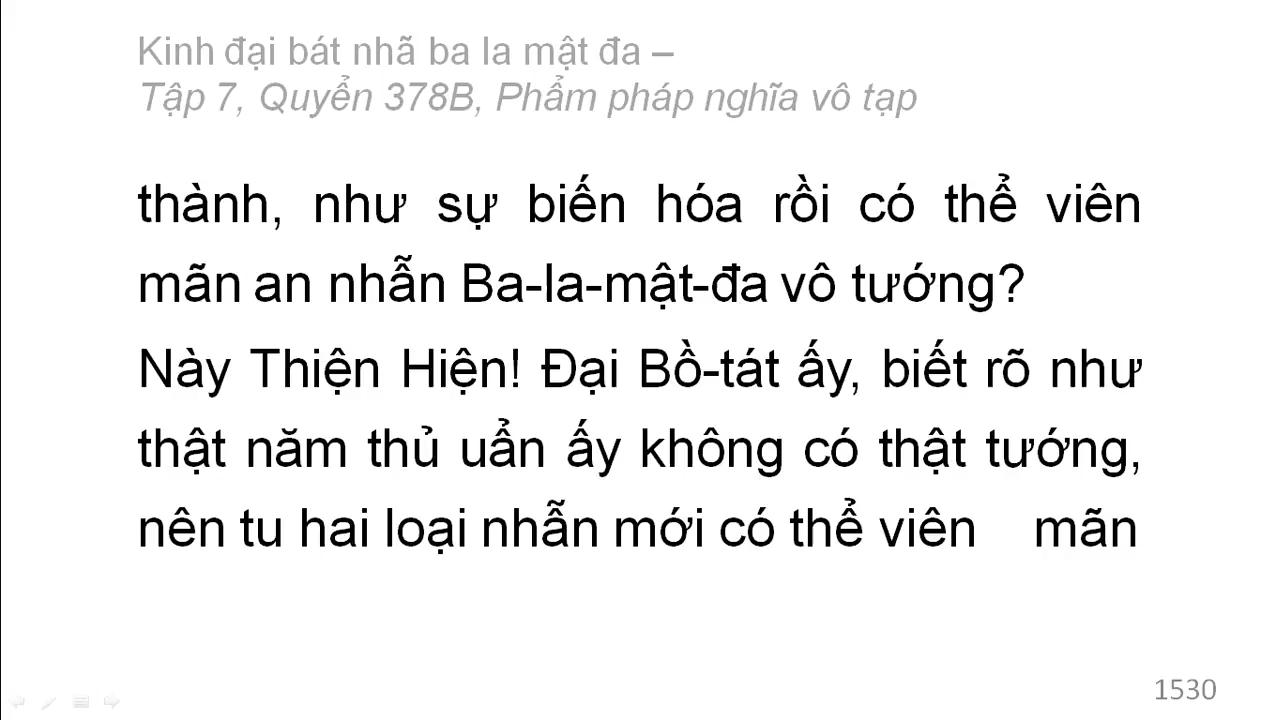 Kinh đại bát nhã ba la mật đa –
Tập 7, Quyển 378B, Phẩm pháp nghĩa vô tạp
thành, như sự biến hóa rồi có thể viên
mãn an nhẫn Ba-la-mật-đa vô tướng?
Này Thiện Hiện! Đại Bồ-tát ấy, biết rõ như
thật năm thủ uẩn ấy không có thật tướng,
nên tu hai loại nhẫn mới có thể viên mãn
1530